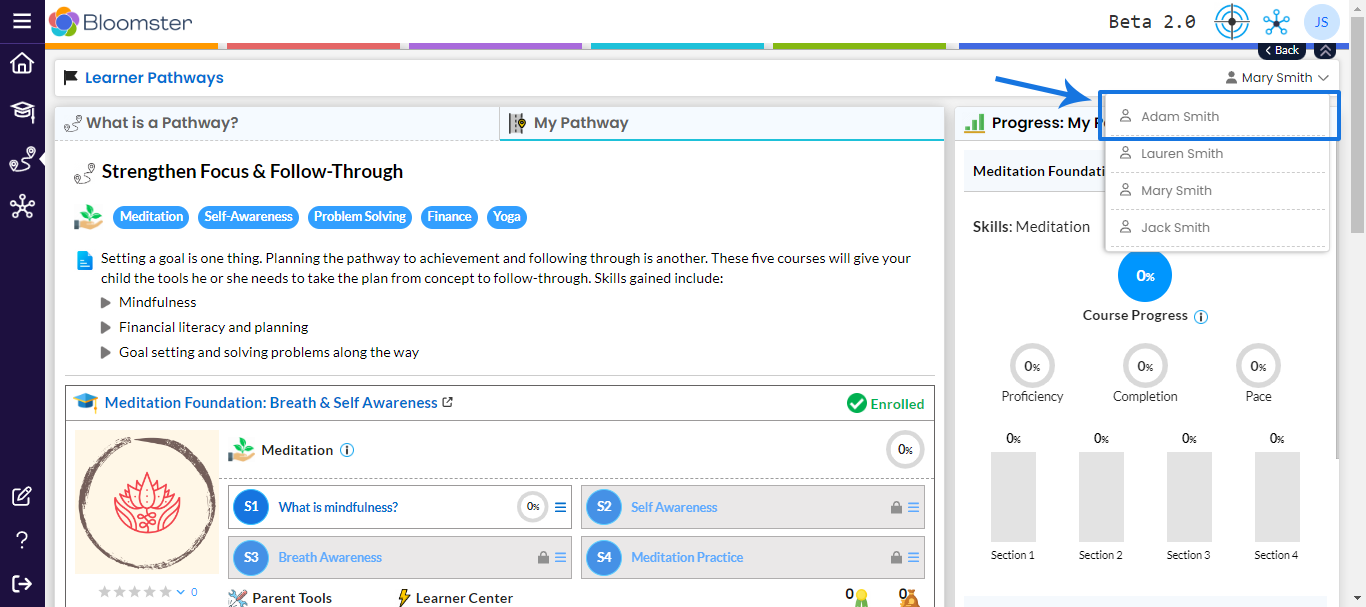 Bloomster
Beta 2.0
JS
Back
Learner Pathways
Mary Smith
What is a Pathway?
My Pathway
Strengthen Focus & Follow-Through
Meditation
Self-Awareness
Problem Solving
Finance
Yoga
Setting a goal is one thing. Planning the pathway to achievement and following through is another. These five courses will give your
child the tools he or she needs to take the plan from concept to follow-through. Skills gained include:
Mindfulness
Financial literacy and planning
Goal setting and solving problems along the way
Meditation Foundation: Breath & Self Awareness
Enrolled
Meditation
0%
S1 What is mindfulness? 0%
S2 Self Awareness
S3 Breath Awareness
S4 Meditation Practice
0
Parent Tools
Learner Center
0
0
Progress: My
Adam Smith
Lauren Smith
Mary Smith
Jack Smith
Meditation Foundati
Skills: Meditation
0%
Course Progress
0% 0% 0%
Proficiency Completion Pace
0% 0% 0% 0%
Section 1 Section 2 Section 3 Section 4